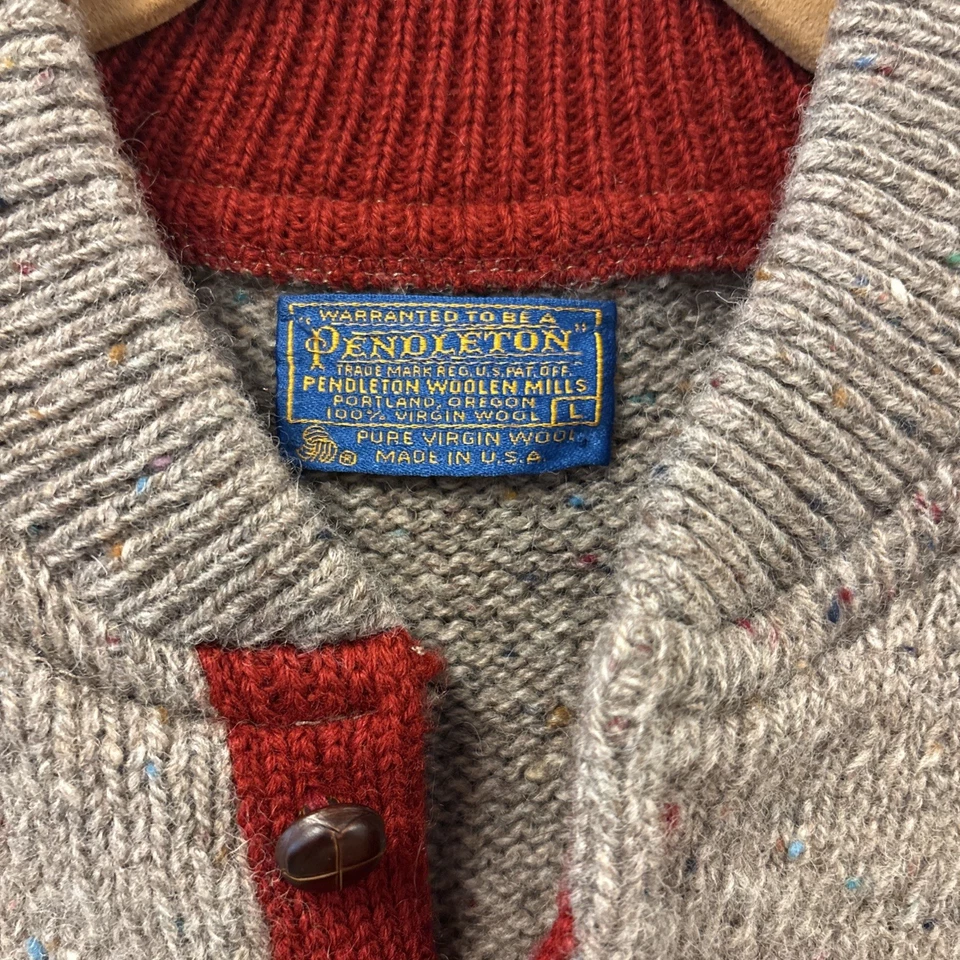 "WARRANTED TO BE A
PENDLETON"
TRADE MARK REG. U.S. PAT. OFF.
PENDLETON WOOLEN MILLS
PORTLAND, OREGON
100% VIRGIN WOOL L
® PURE VIRGIN WOOL
MADE IN U.S.A